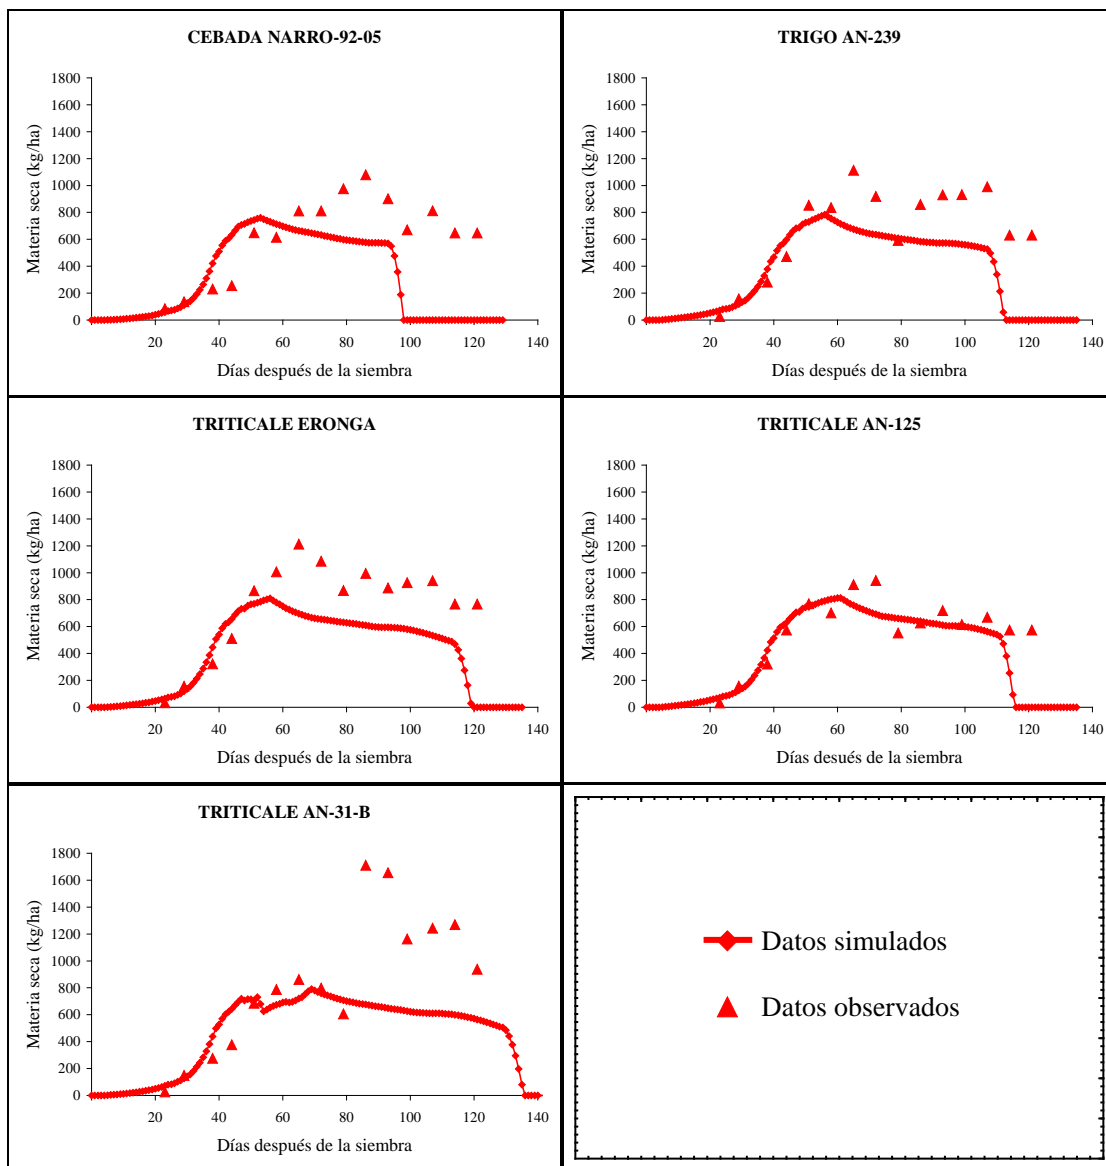 CEBADA NARRO-92-05
1800
1600
1400
1200
1000
800
600
400
200
0
20 40 60 80 100 120 140
Materia seca (kg/ha)
Días después de la siembra
TRIGO AN-239
1800
1600
1400
1200
1000
800
600
400
200
0
20 40 60 80 100 120 140
Materia seca (kg/ha)
Días después de la siembra
TRITICALE ERONGA
1800
1600
1400
1200
1000
800
600
400
200
0
20 40 60 80 100 120 140
Materia seca (kg/ha)
Días después de la siembra
TRITICALE AN-125
1800
1600
1400
1200
1000
800
600
400
200
0
20 40 60 80 100 120 140
Materia seca (kg/ha)
Días desués de la siembra
TRITICALE AN-31-B
1800
1600
1400
1200
1000
800
600
400
200
0
20 40 60 80 100 120 140
Materia seca (kg/ha)
Días después de la siembra
Datos simulados
Datos observados